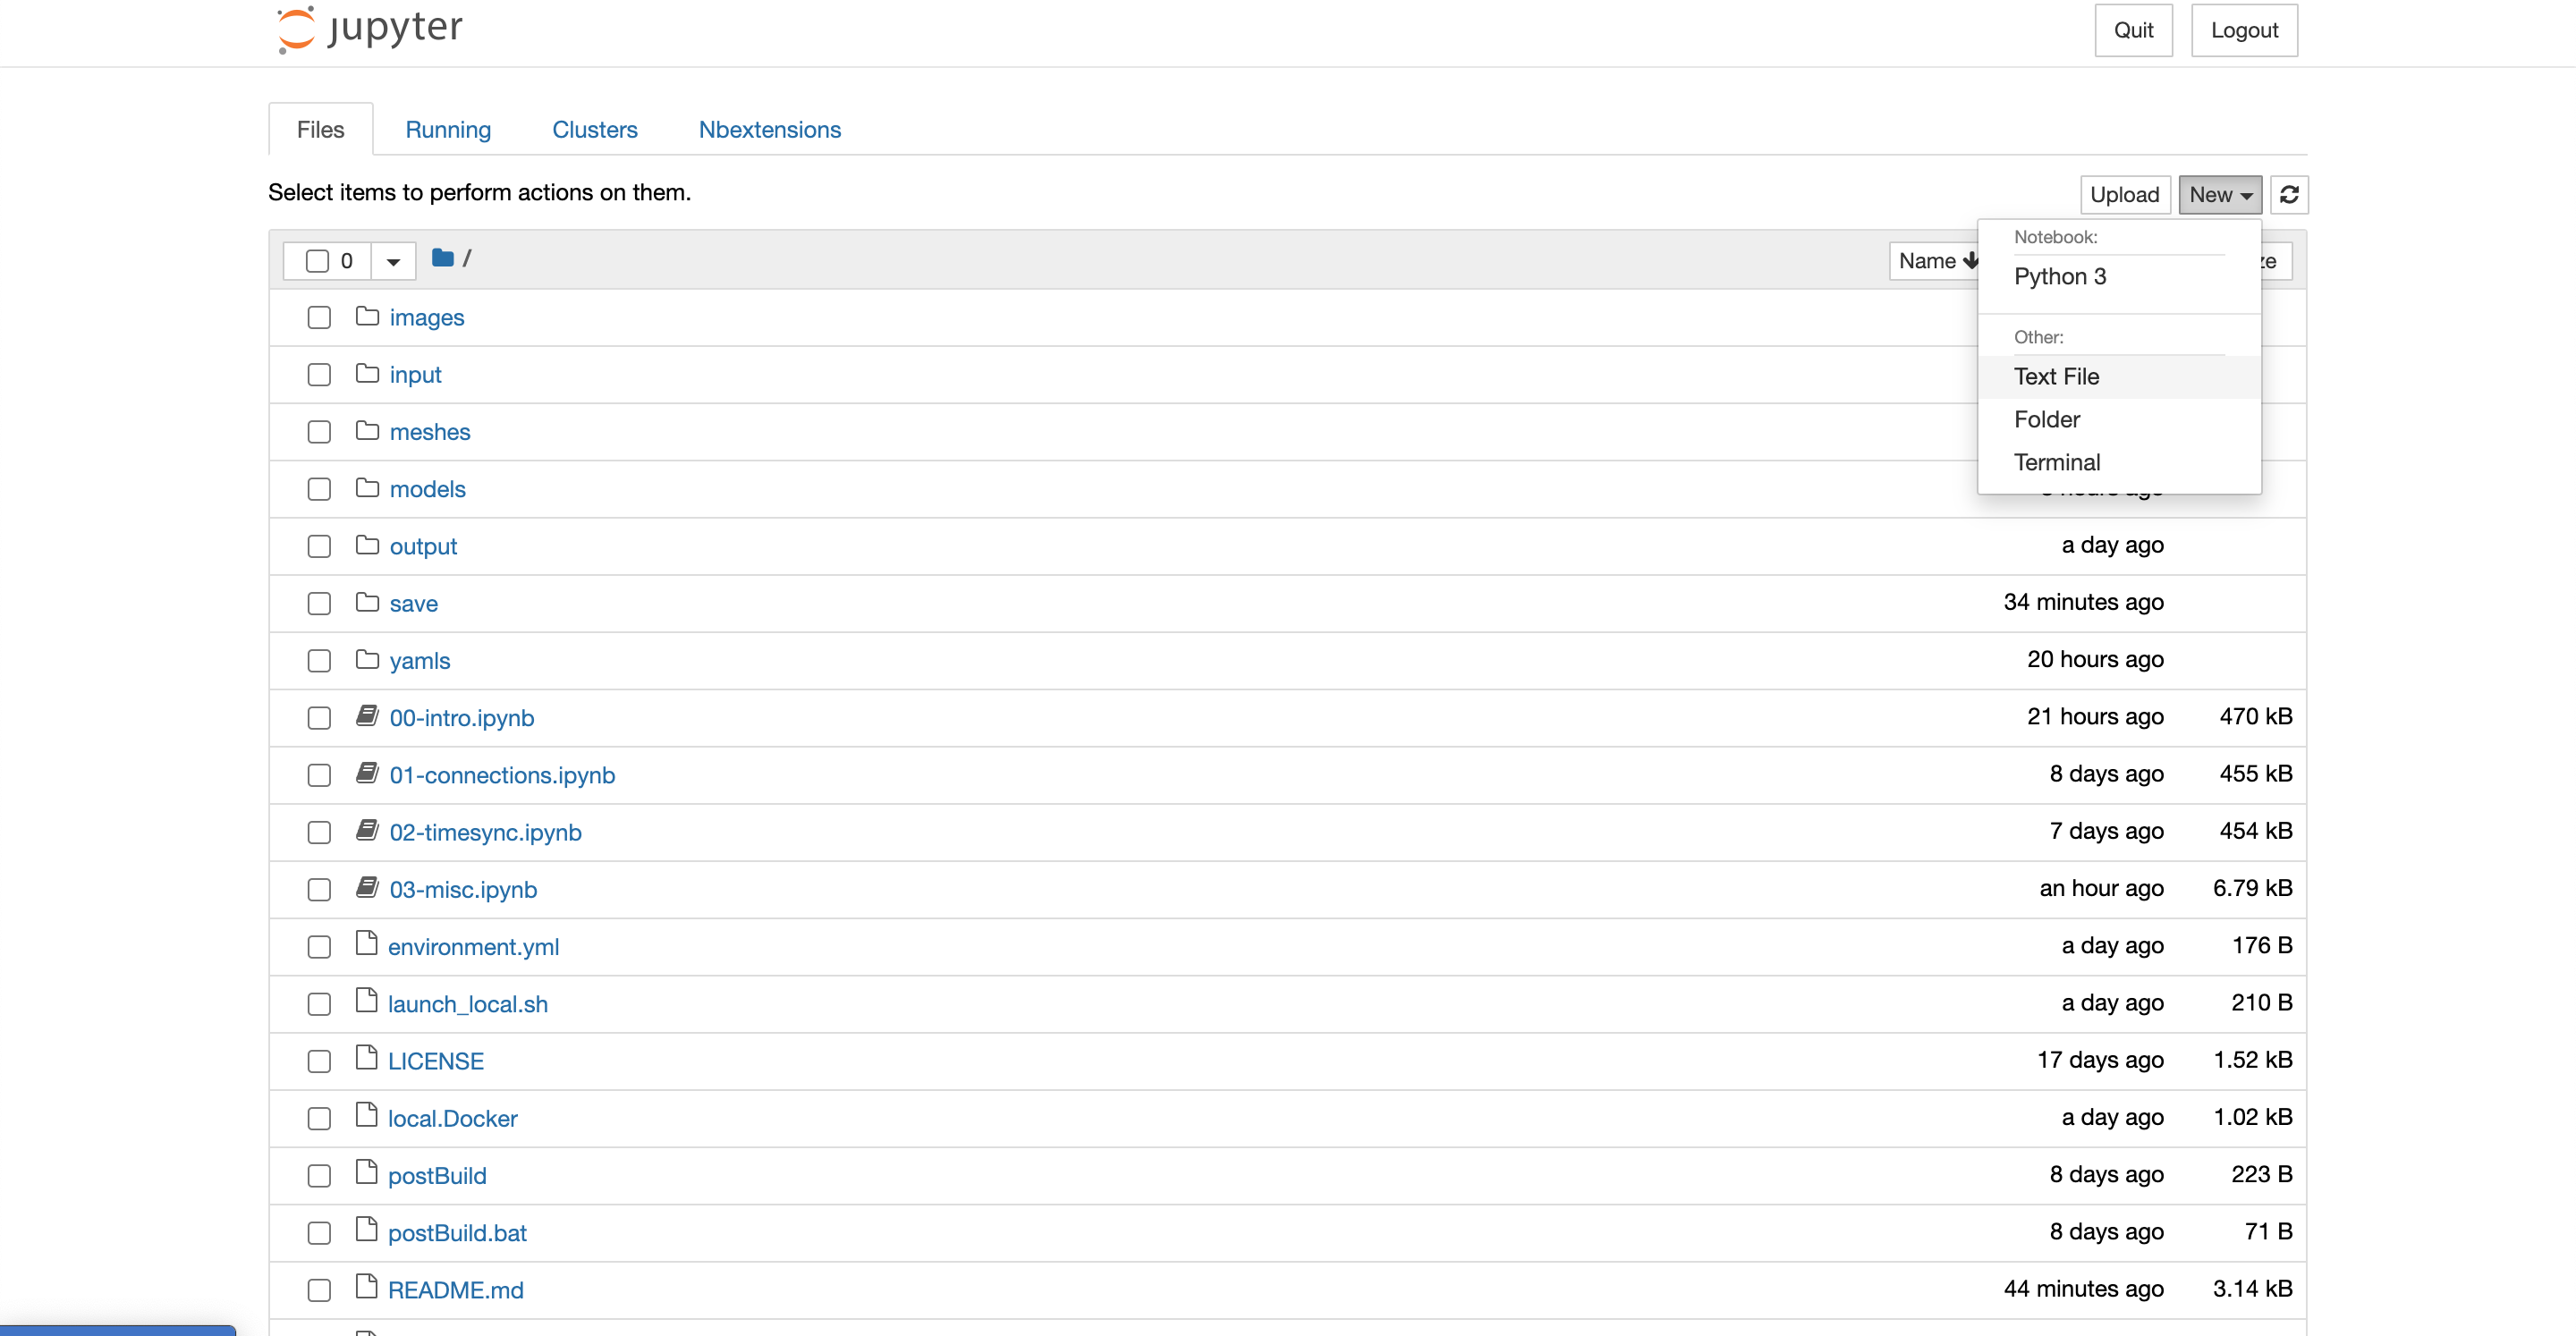 jupyter
Quit Logout
Files Running Clusters Nbextensions
Select items to perform actions on them.
Upload New
0 / Name
Notebook:
Python 3
Other:
Text File
Folder
Terminal
images
input
meshes
models
output a day ago
save 34 minutes ago
yamls 20 hours ago
00-intro.ipynb 21 hours ago 470 kB
01-connections.ipynb 8 days ago 455 kB
02-timesync.ipynb 7 days ago 454 kB
03-misc.ipynb an hour ago 6.79 kB
environment.yml a day ago 176 B
launch_local.sh a day ago 210 B
LICENSE 17 days ago 1.52 kB
local.Docker a day ago 1.02 kB
postBuild 8 days ago 223 B
postBuild.bat 8 days ago 71 B
README.md 44 minutes ago 3.14 kB